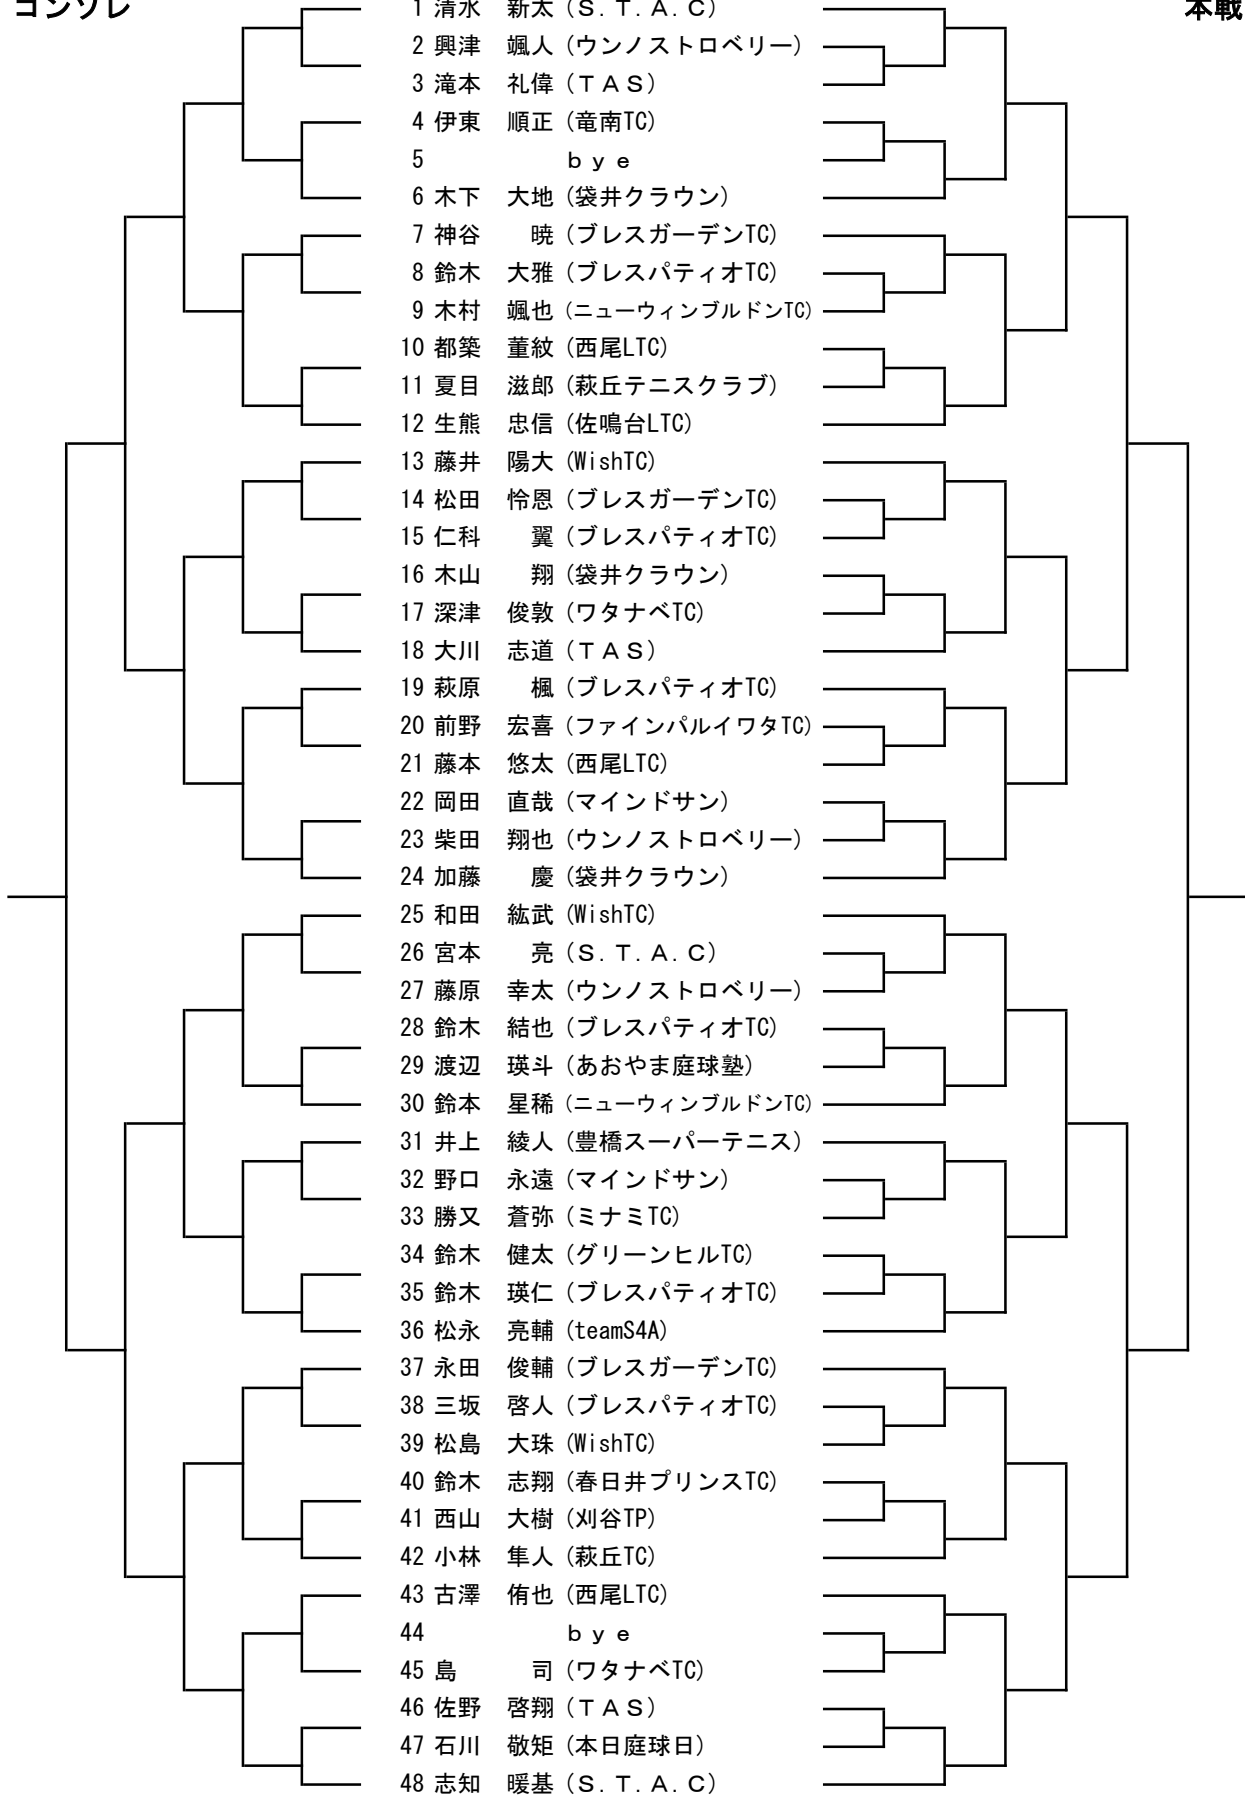 コンソレ 本戦
1 清水 新太 (Ｓ.Ｔ.Ａ.Ｃ)
2 興津 颯人 (ウンノストロベリー)
3 滝本 礼偉 (ＴＡＳ)
4 伊東 順正 (竜南TC)
5 ｂｙｅ
6 木下 大地 (袋井クラウン)
7 神谷 暁 (ブレスガーデンTC)
8 鈴木 大雅 (ブレスパティオTC)
9 木村 颯也 (ニューウィンブルドンTC)
10 都築 董紋 (西尾LTC)
11 夏目 滋郎 (萩丘テニスクラブ)
12 生熊 忠信 (佐鳴台LTC)
13 藤井 陽大 (WishTC)
14 松田 怜恩 (ブレスガーデンTC)
15 仁科 翼 (ブレスパティオTC)
16 木山 翔 (袋井クラウン)
17 深津 俊敦 (ワタナベTC)
18 大川 志道 (ＴＡＳ)
19 萩原 楓 (ブレスパティオTC)
20 前野 宏喜 (ファインパルイワタTC)
21 藤本 悠太 (西尾LTC)
22 岡田 直哉 (マインドサン)
23 柴田 翔也 (ウンノストロベリー)
24 加藤 慶 (袋井クラウン)
25 和田 紘武 (WishTC)
26 宮本 亮 (Ｓ.Ｔ.Ａ.Ｃ)
27 藤原 幸太 (ウンノストロベリー)
28 鈴木 結也 (ブレスパティオTC)
29 渡辺 瑛斗 (あおやま庭球塾)
30 鈴本 星稀 (ニューウィンブルドンTC)
31 井上 綾人 (豊橋スーパーテニス)
32 野口 永遠 (マインドサン)
33 勝又 蒼弥 (ミナミTC)
34 鈴木 健太 (グリーンヒルTC)
35 鈴木 瑛仁 (ブレスパティオTC)
36 松永 亮輔 (teamS4A)
37 永田 俊輔 (ブレスガーデンTC)
38 三坂 啓人 (ブレスパティオTC)
39 松島 大珠 (WishTC)
40 鈴木 志翔 (春日井プリンスTC)
41 西山 大樹 (刈谷TP)
42 小林 隼人 (萩丘TC)
43 古澤 侑也 (西尾LTC)
44 ｂｙｅ
45 島 司 (ワタナベTC)
46 佐野 啓翔 (ＴＡＳ)
47 石川 敬矩 (本日庭球日)
48 志知 暖基 (Ｓ.Ｔ.Ａ.Ｃ)